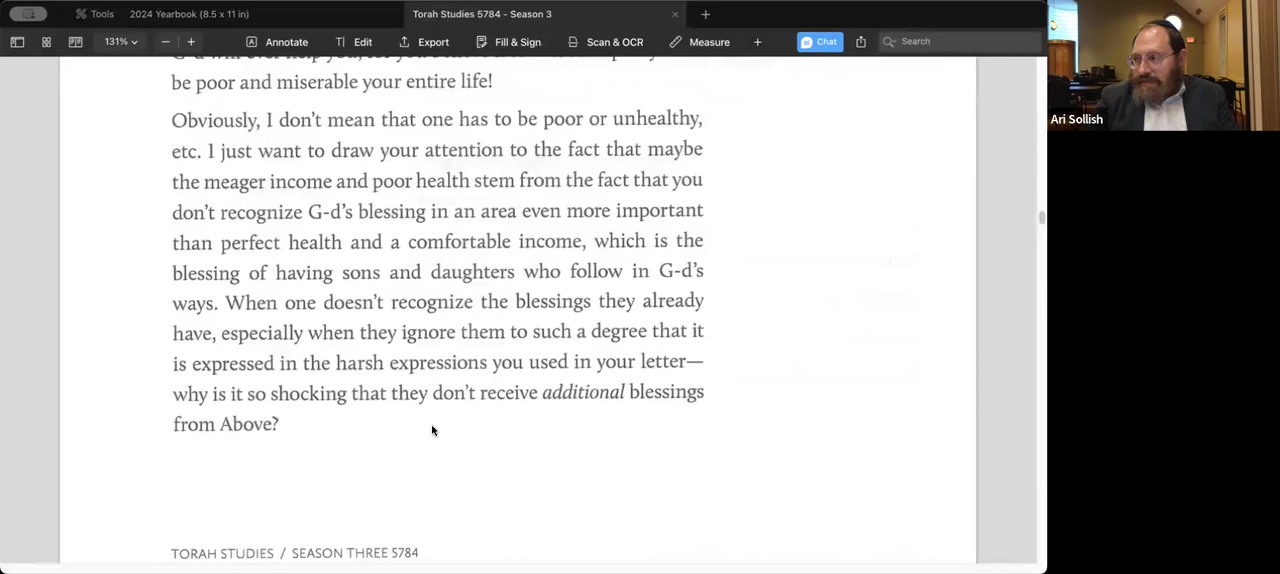 Tools
2024 Yearbook (8.5 x 11 in)
Torah Studies 5784 - Season 3
131%
Annotate
Edit
Export
Fill & Sign
Scan & OCR
Measure
Chat
Search
Ari Sollish
be poor and miserable your entire life!
Obviously, I don't mean that one has to be poor or unhealthy,
etc. I just want to draw your attention to the fact that maybe
the meager income and poor health stem from the fact that you
don't recognize G-d's blessing in an area even more important
than perfect health and a comfortable income, which is the
blessing of having sons and daughters who follow in G-d's
ways. When one doesn't recognize the blessings they already
have, especially when they ignore them to such a degree that it
is expressed in the harsh expressions you used in your letter—
why is it so shocking that they don't receive additional blessings
from Above?
TORAH STUDIES / SEASON THREE 5784